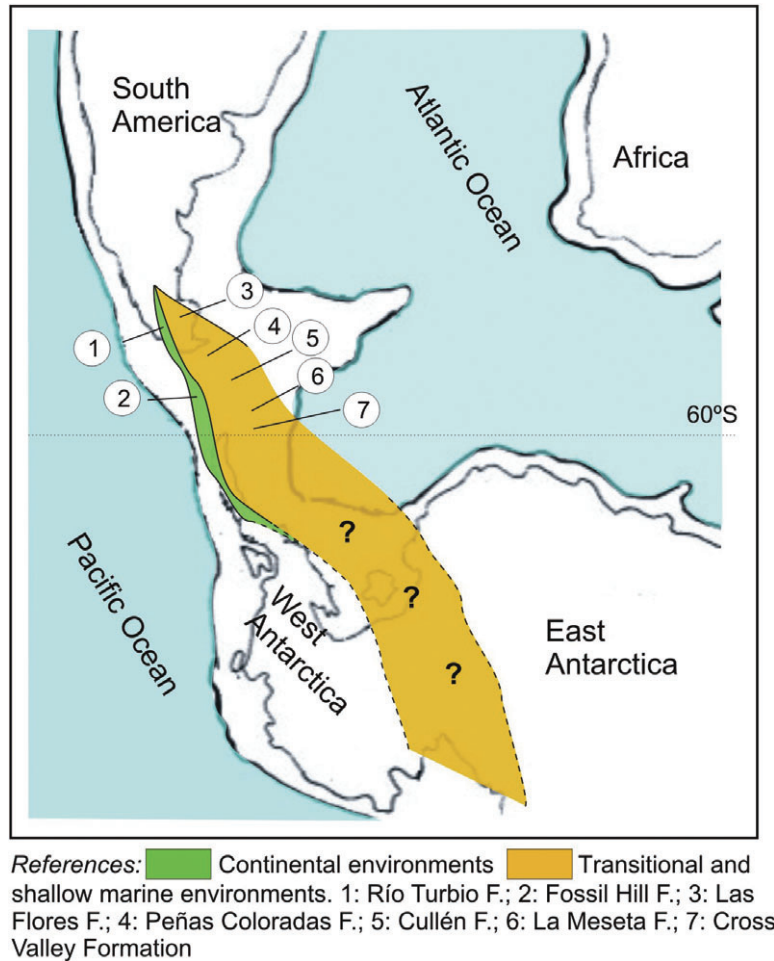 South
America
Atlantic Ocean
Africa
3
4
1
5
2
6
7
60ºS
?
Pacific Ocean
West
Antarctica
?
East
Antarctica
?
References: Continental environments Transitional and
shallow marine environments. 1: Río Turbio F.; 2: Fossil Hill F.; 3: Las
Flores F.; 4: Peñas Coloradas F.; 5: Cullén F.; 6: La Meseta F.; 7: Cross
Valley Formation